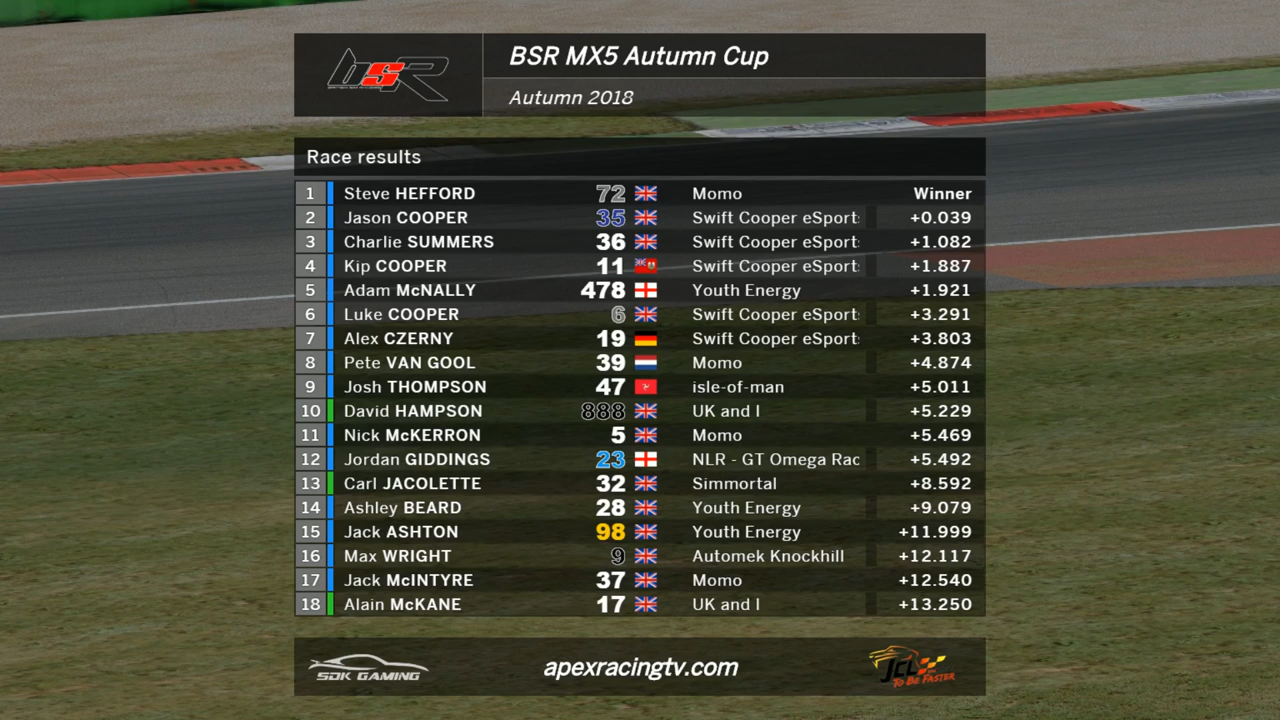 bsR
BSR MX5 Autumn Cup
Autumn 2018
Race results
1 Steve HEFFORD 72 Momo Winner
2 Jason COOPER 35 Swift Cooper eSport +0.039
3 Charlie SUMMERS 36 Swift Cooper eSport +1.082
4 Kip COOPER 11 Swift Cooper eSport +1.887
5 Adam McNALLY 478 Youth Energy +1.921
6 Luke COOPER 6 Swift Cooper eSport +3.291
7 Alex CZERNY 19 Swift Cooper eSport +3.803
8 Pete VAN GOOL 39 Momo +4.874
9 Josh THOMPSON 47 isle-of-man +5.011
10 David HAMPSON 888 UK and I +5.229
11 Nick McKERRON 5 Momo +5.469
12 Jordan GIDDINGS 23 NLR - GT Omega Rac +5.492
13 Carl JACOLETTE 32 Simmortal +8.592
14 Ashley BEARD 28 Youth Energy +9.079
15 Jack ASHTON 98 Youth Energy +11.999
16 Max WRIGHT 9 Automek Knockhill +12.117
17 Jack McINTYRE 37 Momo +12.540
18 Alain McKANE 17 UK and I +13.250
SDK GAMING apexracingtv.com JCL TO BE FASTER